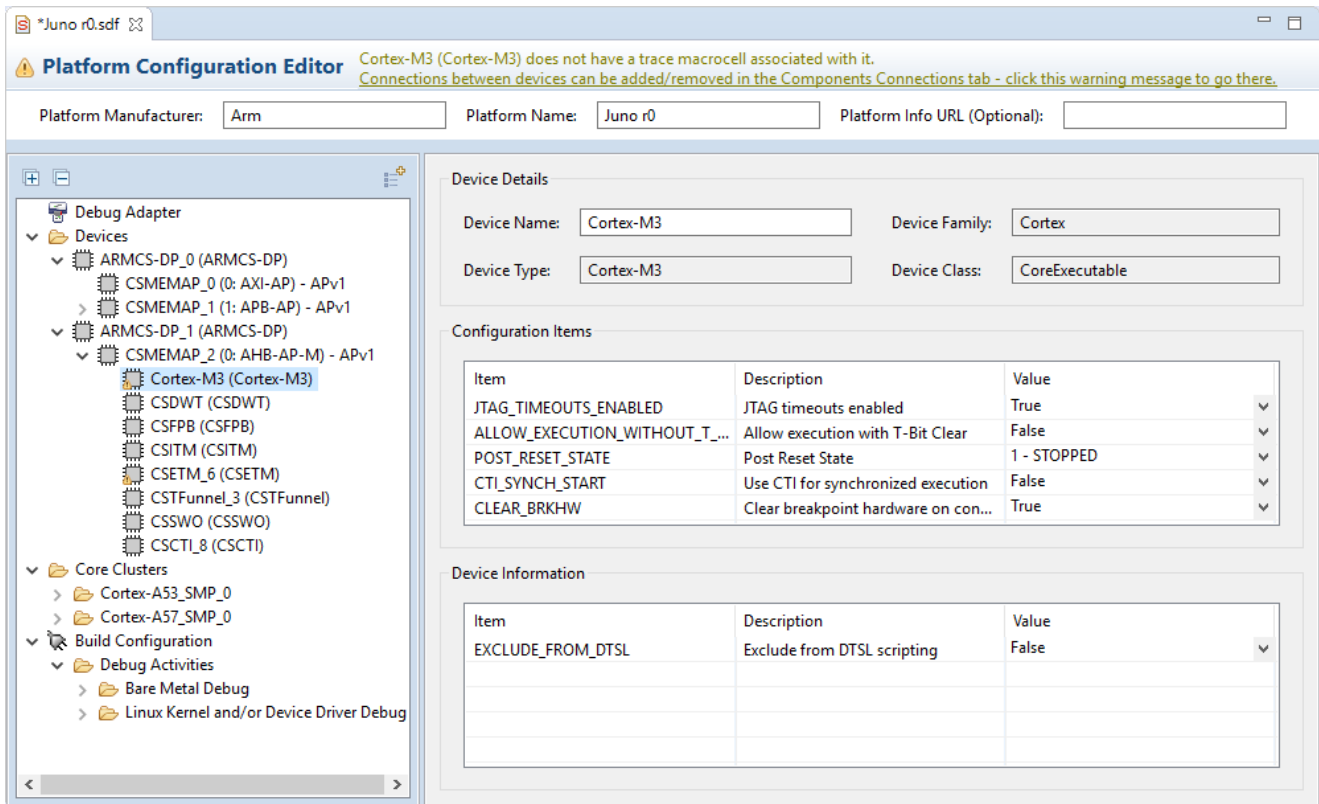 *Juno r0.sdf
Platform Configuration Editor
Cortex-M3 (Cortex-M3) does not have a trace macrocell associated with it.
Connections between devices can be added/removed in the Components Connections tab - click this warning message to go there.
Platform Manufacturer: Arm Platform Name: Juno r0 Platform Info URL (Optional):
Debug Adapter
Devices
ARMCS-DP_0 (ARMCS-DP)
CSMEMAP_0 (0: AXI-AP) - APv1
CSMEMAP_1 (1: APB-AP) - APv1
ARMCS-DP_1 (ARMCS-DP)
CSMEMAP_2 (0: AHB-AP-M) - APv1
Cortex-M3 (Cortex-M3)
CSDWT (CSDWT)
CSFPB (CSFPB)
CSITM (CSITM)
CSETM_6 (CSETM)
CSTFunnel_3 (CSTFunnel)
CSSWO (CSSWO)
CSCTI_8 (CSCTI)
Core Clusters
Cortex-A53_SMP_0
Cortex-A57_SMP_0
Build Configuration
Debug Activities
Bare Metal Debug
Linux Kernel and/or Device Driver Debug
Device Details
Device Name: Cortex-M3 Device Family: Cortex
Device Type: Cortex-M3 Device Class: CoreExecutable
Configuration Items
Item Description Value
JTAG_TIMEOUTS_ENABLED JTAG timeouts enabled True
ALLOW_EXECUTION_WITHOUT_T_... Allow execution with T-Bit Clear False
POST_RESET_STATE Post Reset State 1 - STOPPED
CTI_SYNCH_START Use CTI for synchronized execution False
CLEAR_BRKHW Clear breakpoint hardware on con... True
Device Information
Item Description Value
EXCLUDE_FROM_DTSL Exclude from DTSL scripting False